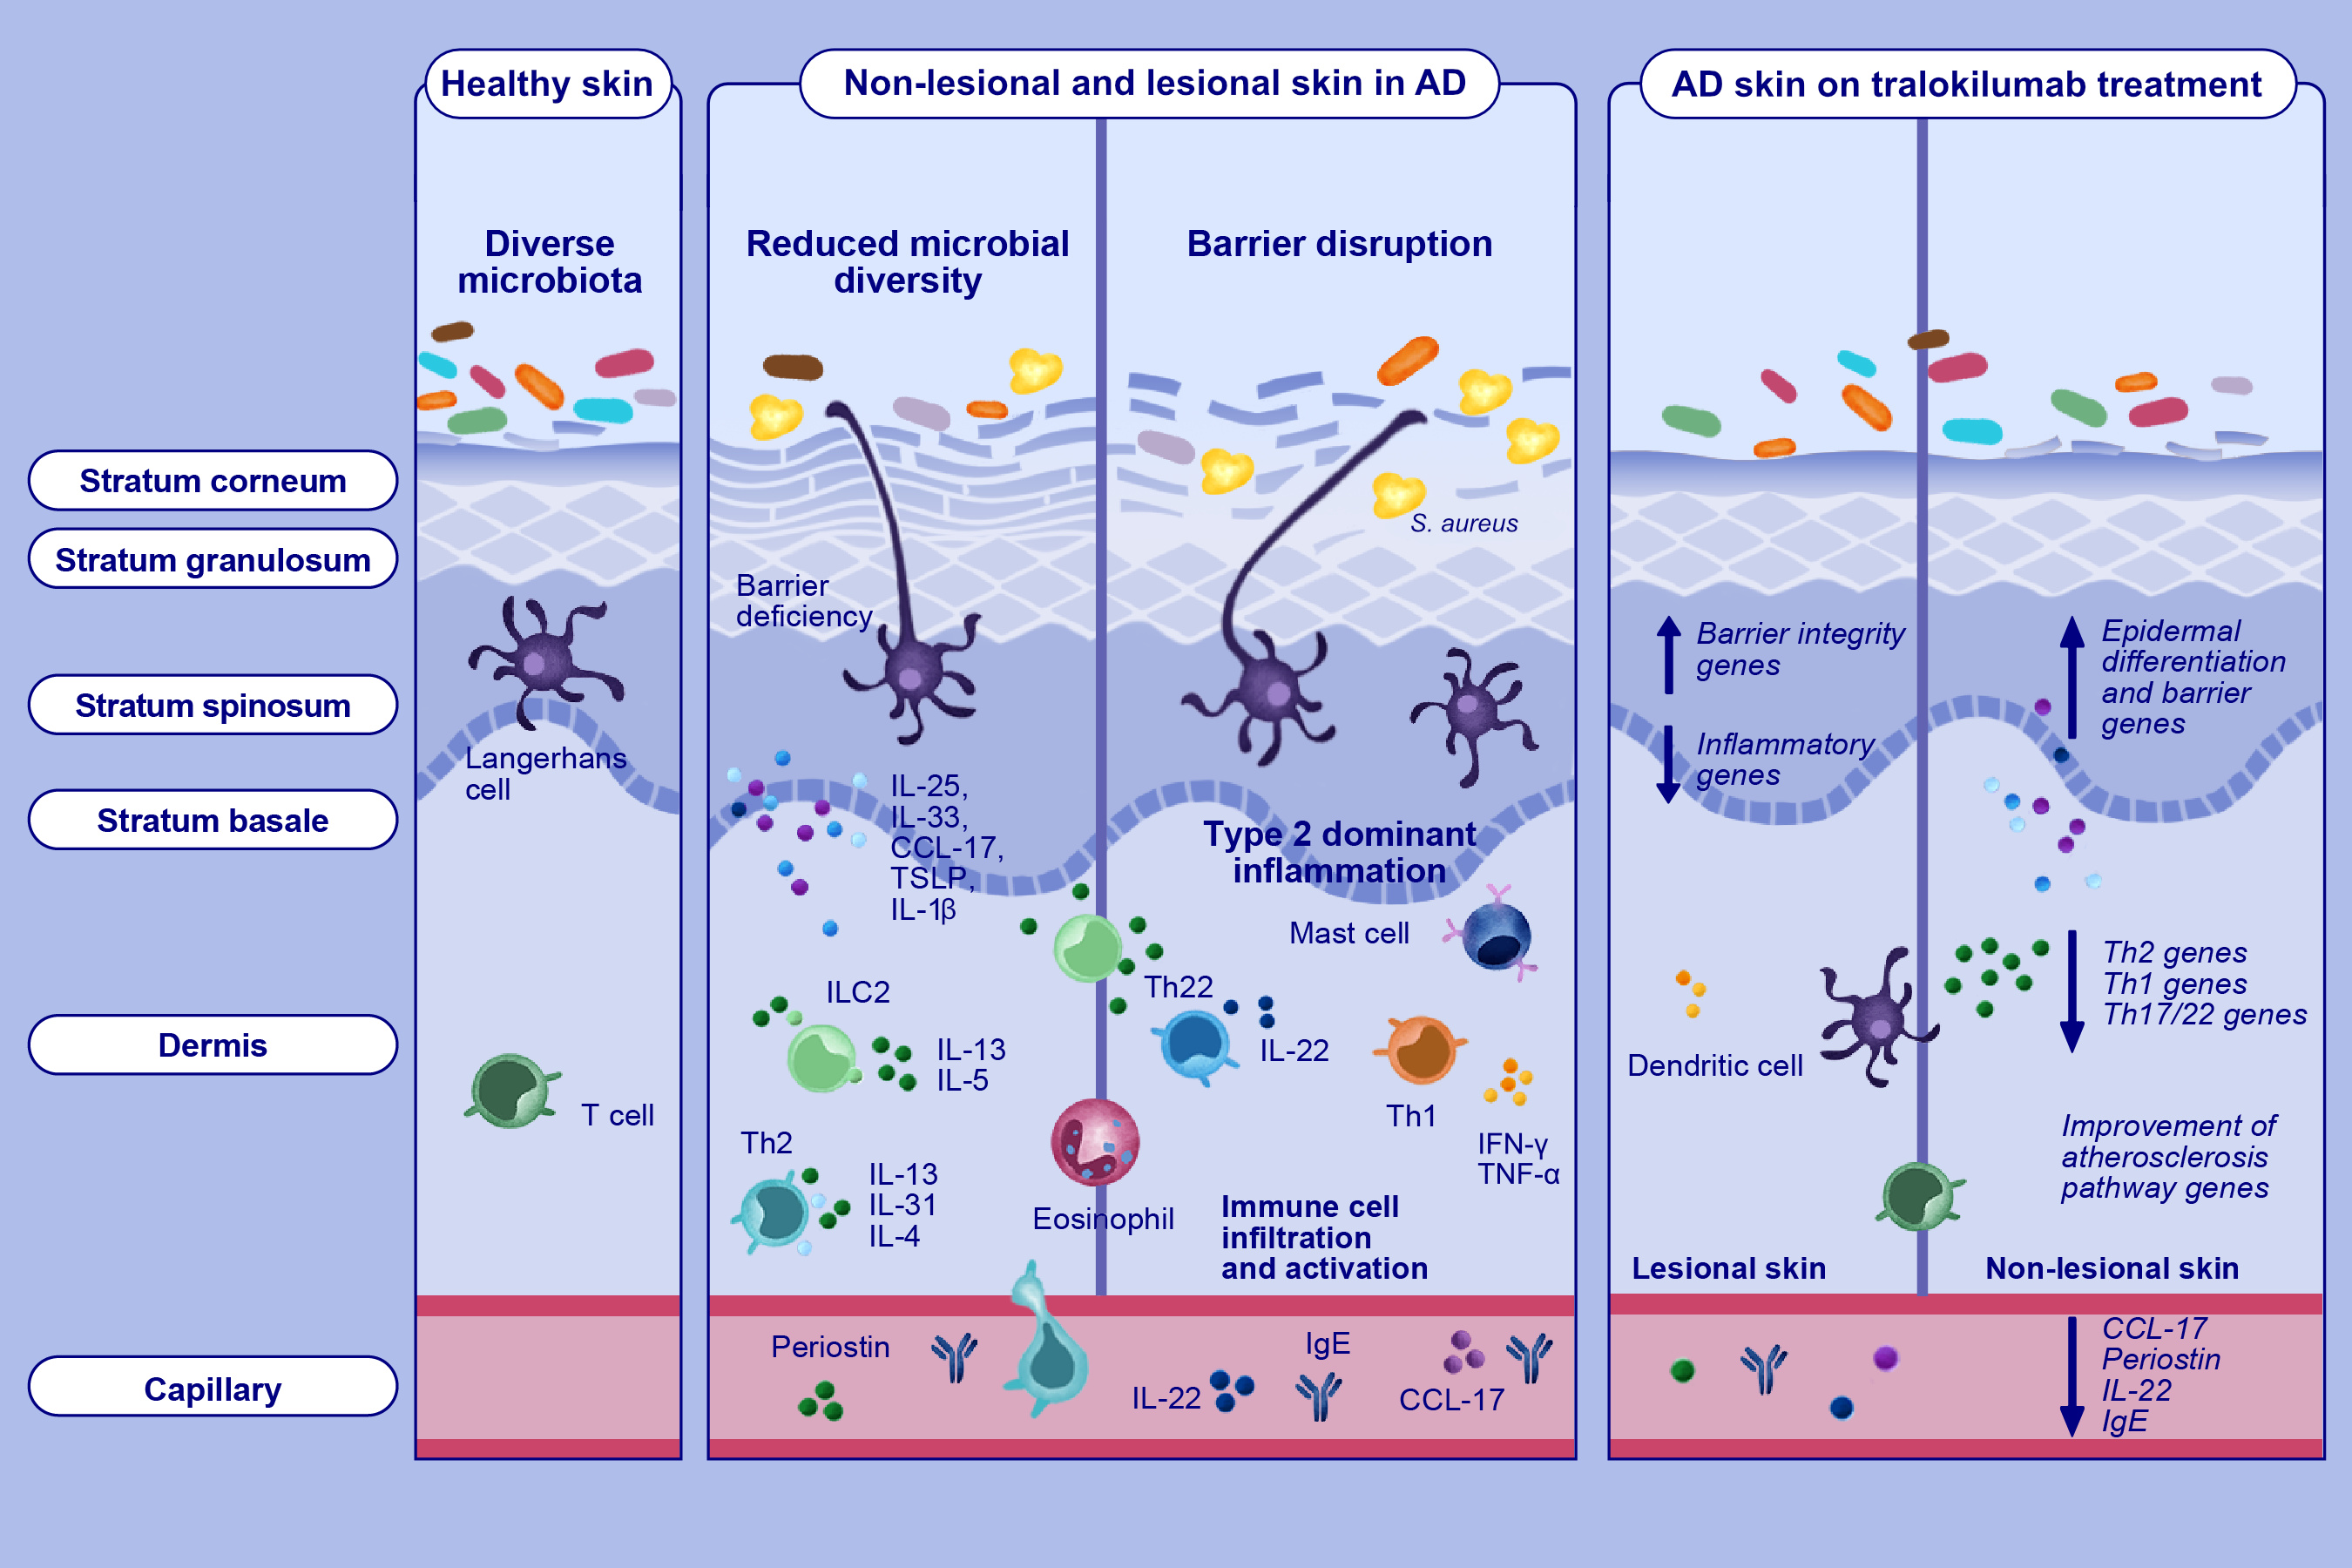 Healthy skin
Non-lesional and lesional skin in AD
AD skin on tralokilumab treatment
Stratum corneum
Stratum granulosum
Stratum spinosum
Stratum basale
Dermis
Capillary
Diverse
microbiota
Langerhans
cell
T cell
Reduced microbial
diversity
Barrier
deficiency
IL-25,
IL-33,
CCL-17,
TSLP,
IL-1β
ILC2
IL-13
IL-5
Th2
IL-13
IL-31
IL-4
Eosinophil
Periostin
Barrier disruption
S. aureus
Type 2 dominant
inflammation
Mast cell
Th22
IL-22
Th1
IFN-γ
TNF-α
Immune cell
infiltration
and activation
IgE
IL-22
CCL-17
Barrier integrity
genes
Inflammatory
genes
Dendritic cell
Lesional skin
Epidermal
differentiation
and barrier
genes
Th2 genes
Th1 genes
Th17/22 genes
Improvement of
atherosclerosis
pathway genes
Non-lesional skin
CCL-17
Periostin
IL-22
IgE